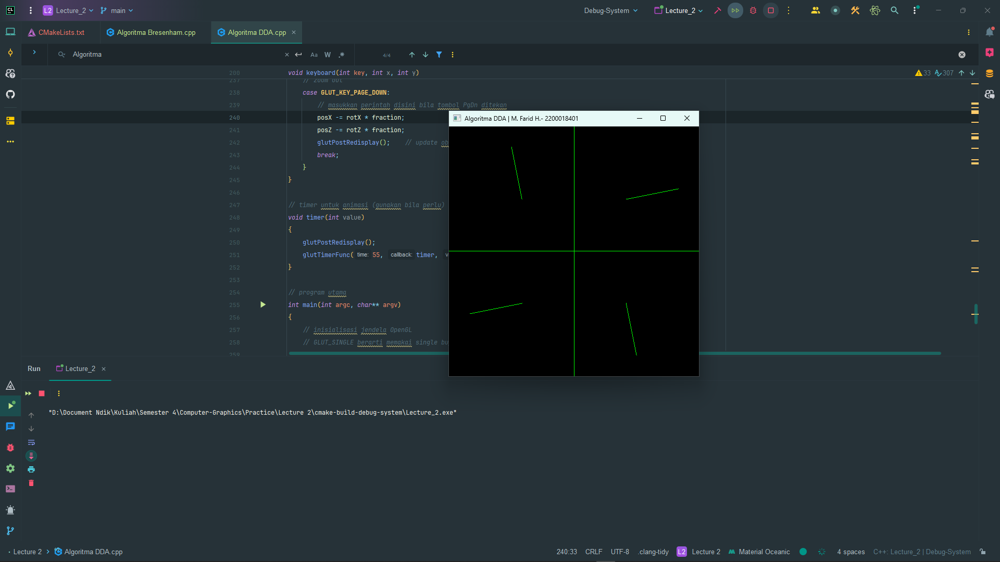 CL L2 Lecture_2 main Debug-System Lecture_2
CMakeLists.txt Algoritma Bresenham.cpp Algoritma DDA.cpp
Algoritma Aa W 4/4
200 void keyboard(int key, int x, int y) 33 307
237 // zoom out
238 case GLUT_KEY_PAGE_DOWN:
239 // masukkan perintah disini bila tombol PgDn ditekan
240 posX -= rotX * fraction;
241 posZ -= rotZ * fraction;
242 glutPostRedisplay(); // update ob
243 break;
244 }
245 }
246
247 // timer untuk animasi (gunakan bila perlu)
248 void timer(int value)
249 {
250 glutPostRedisplay();
251 glutTimerFunc( time: 55, callback: timer, v
252 }
253
254 // program utama
255 int main(int argc, char** argv)
256 {
257 // inisialisasi jendela OpenGL
258 // GLUT_SINGLE berarti memakai single bu
259
Algoritma DDA | M. Farid H.- 2200018401
Run Lecture_2
"D:\Document Ndik\Kuliah\Semester 4\Computer-Graphics\Practice\Lecture 2\cmake-build-debug-system\Lecture_2.exe"
Lecture 2 Algoritma DDA.cpp 240:33 CRLF UTF-8 .clang-tidy L2 Lecture 2 Material Oceanic 4 spaces C++: Lecture_2 | Debug-System